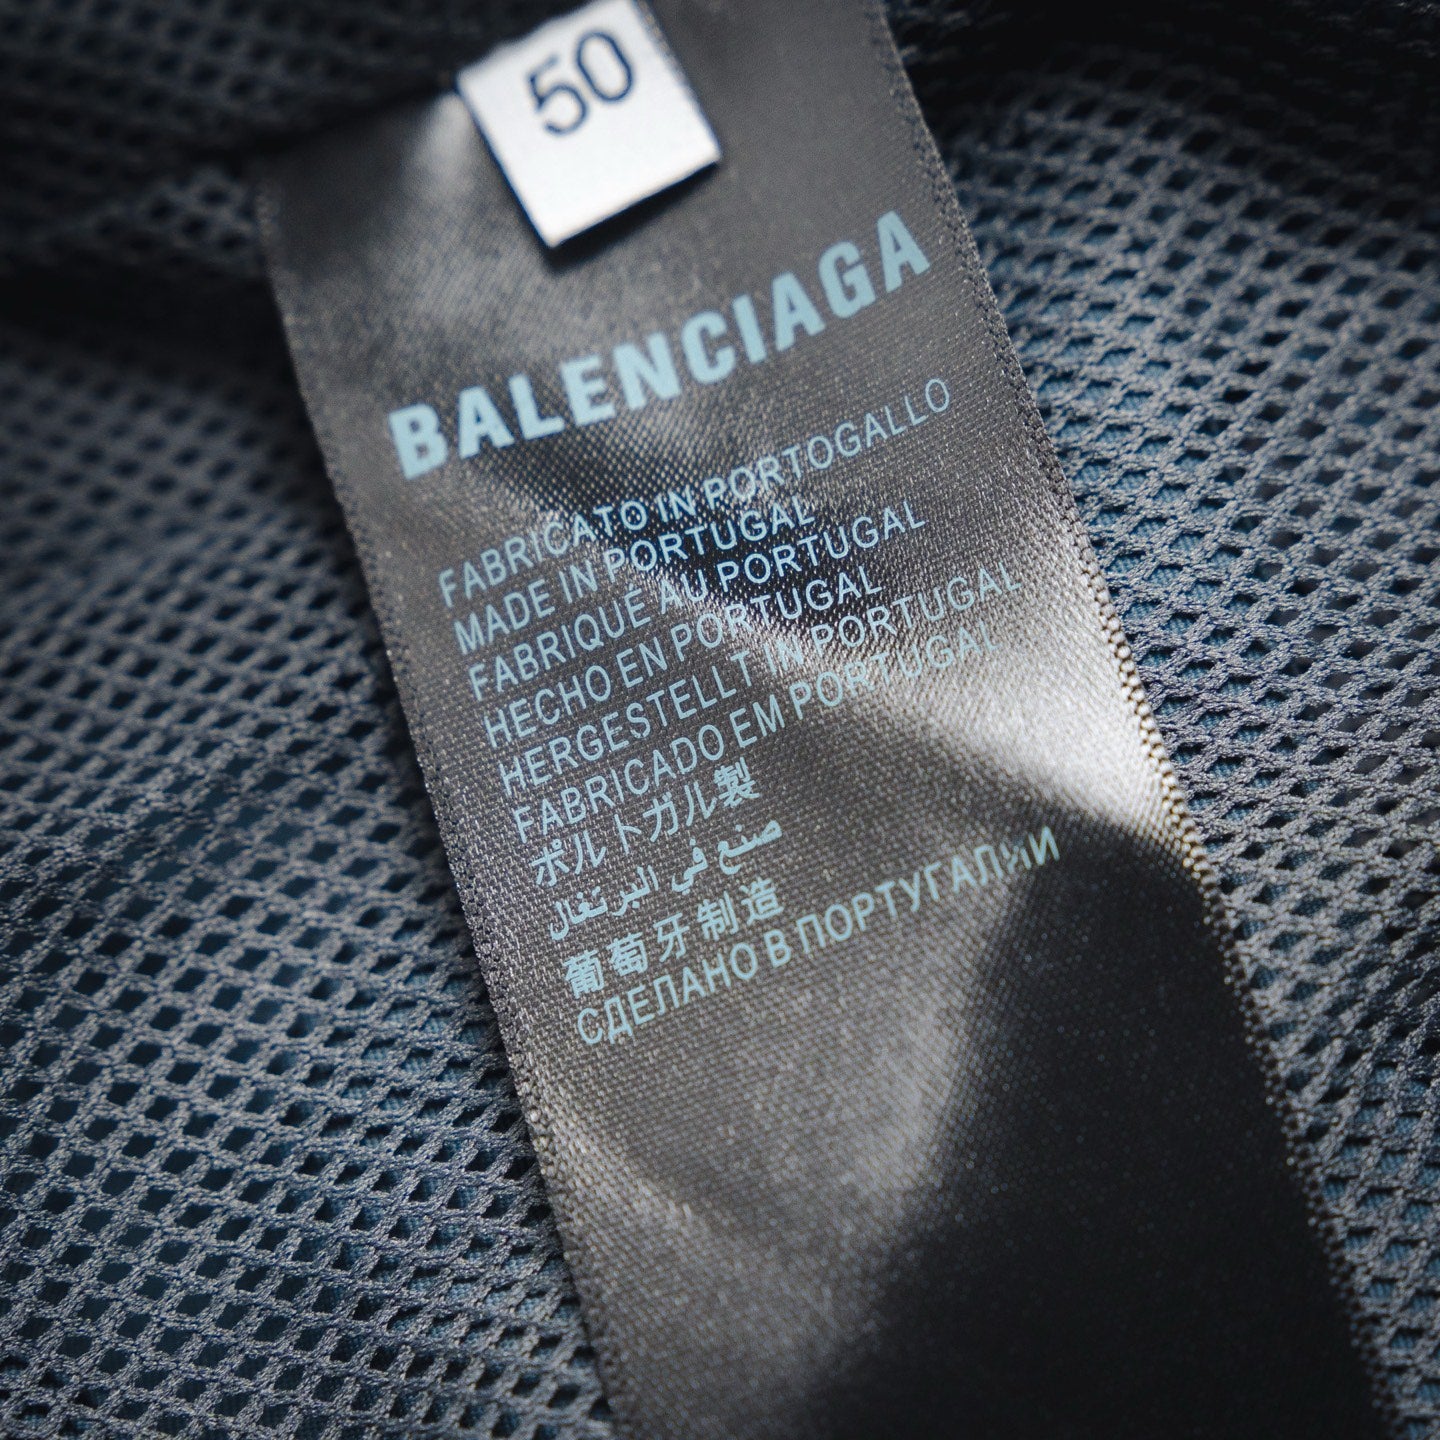 50
BALENCIAGA
FABRICATO IN PORTOGALLO
MADE IN PORTUGAL
FABRIQUE AU PORTUGAL
HECHO EN PORTUGAL
HERGESTELLT IN PORTUGAL
FABRICADO EM PORTUGAL
ポルトガル製
صنع في البرتغال
葡萄牙制造
СДЕЛАНО В ПОРТУГАЛИИ